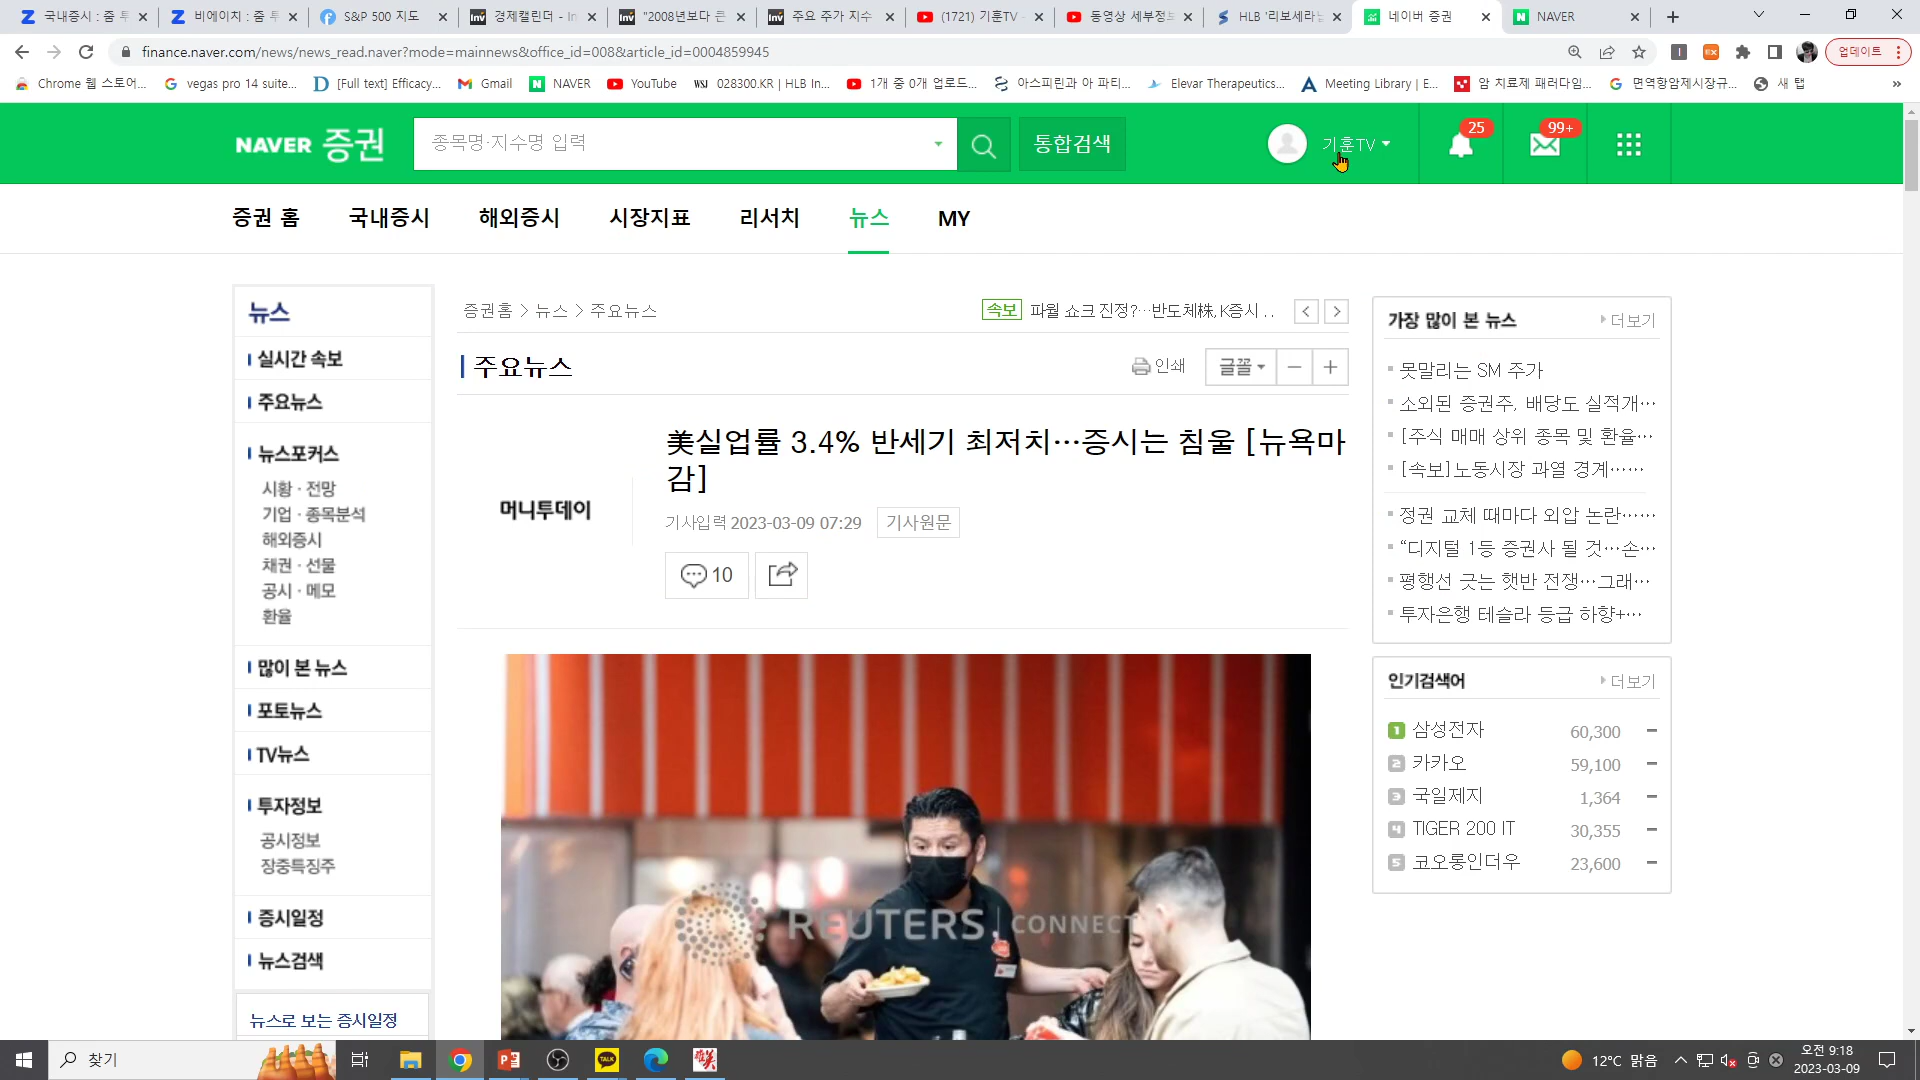 국내증시 : 줌 투
비에이치 : 줌 투
S&P 500 지도
경제캘린더 - In
"2008년보다 큰
주요 주가 지수
(1721) 기훈TV -
동영상 세부정보
HLB '리보세라닙
네이버 증권
NAVER
finance.naver.com/news/news_read.naver?mode=mainnews&office_id=008&article_id=0004859945
업데이트
Chrome 웹 스토어...
vegas pro 14 suite...
[Full text] Efficacy...
Gmail
NAVER
YouTube
WSJ 028300.KR | HLB In...
1개 중 0개 업로드...
아스피린과 아 파티...
Elevar Therapeutics...
Meeting Library | E...
암 치료제 패러다임...
면역항암제시장규...
새 탭
NAVER 증권
종목명·지수명 입력
통합검색
기훈TV
25
99+
증권 홈
국내증시
해외증시
시장지표
리서치
뉴스
MY
뉴스
실시간 속보
주요뉴스
뉴스포커스
시황·전망
기업·종목분석
해외증시
채권·선물
공시·메모
환율
많이 본 뉴스
포토뉴스
TV뉴스
투자정보
공시정보
장중특징주
증시일정
뉴스검색
뉴스로 보는 증시일정
증권홈 > 뉴스 > 주요뉴스
속보 파월 쇼크 진정?…반도체株, K증시 ..
주요뉴스
인쇄
글꼴
머니투데이
美실업률 3.4% 반세기 최저치…증시는 침울 [뉴욕마
감]
기사입력 2023-03-09 07:29
기사원문
10
REUTERS CONNECT
가장 많이 본 뉴스
더보기
못말리는 SM 주가
소외된 증권주, 배당도 실적개…
[주식 매매 상위 종목 및 환율…
[속보]노동시장 과열 경계……
정권 교체 때마다 외압 논란……
“디지털 1등 증권사 될 것…손…
평행선 긋는 햇반 전쟁…그래…
투자은행 테슬라 등급 하향+…
인기검색어
더보기
1 삼성전자 60,300
2 카카오 59,100
3 국일제지 1,364
4 TIGER 200 IT 30,355
5 코오롱인더우 23,600
찾기
TALK
12°C 맑음
오전 9:18
2023-03-09